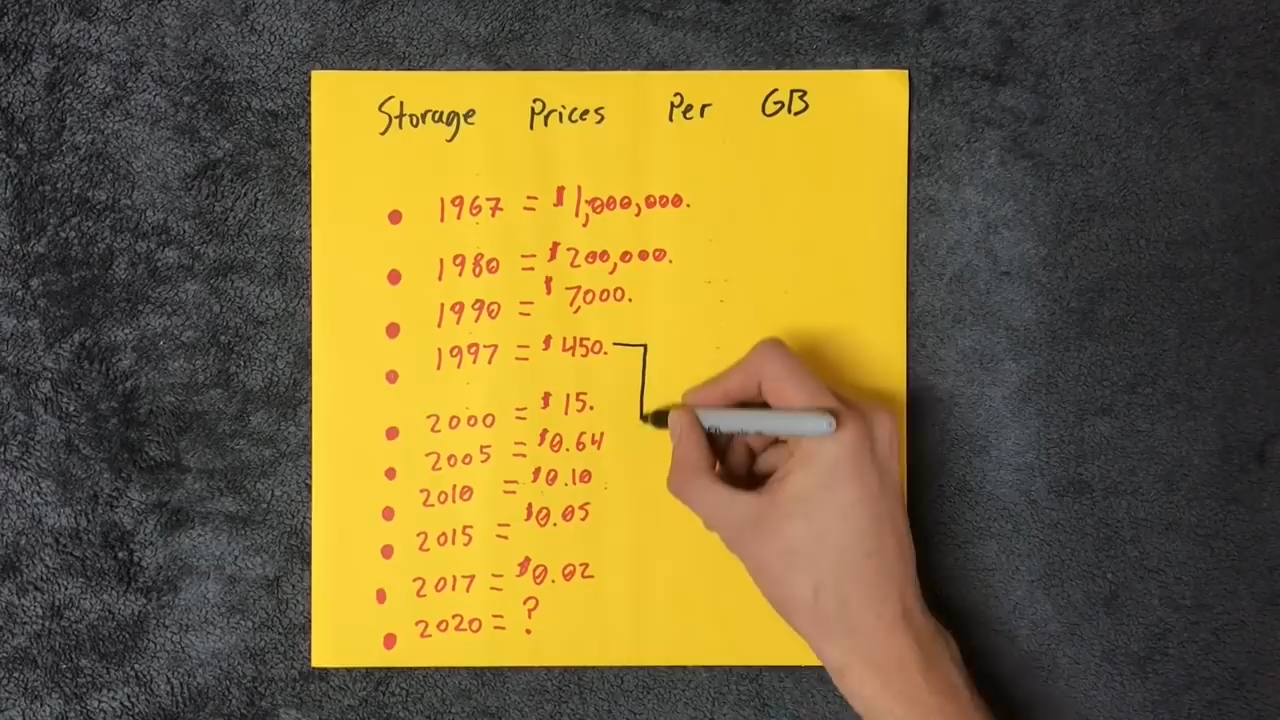 Storage Prices Per GB
• 1967 = $1,000,000.
• 1980 = $200,000.
• 1990 = $7,000.
• 1997 = $450.
• 2000 = $15.
• 2005 = $0.64
• 2010 = $0.10
• 2015 = $0.05
• 2017 = $0.02
• 2020 = ?